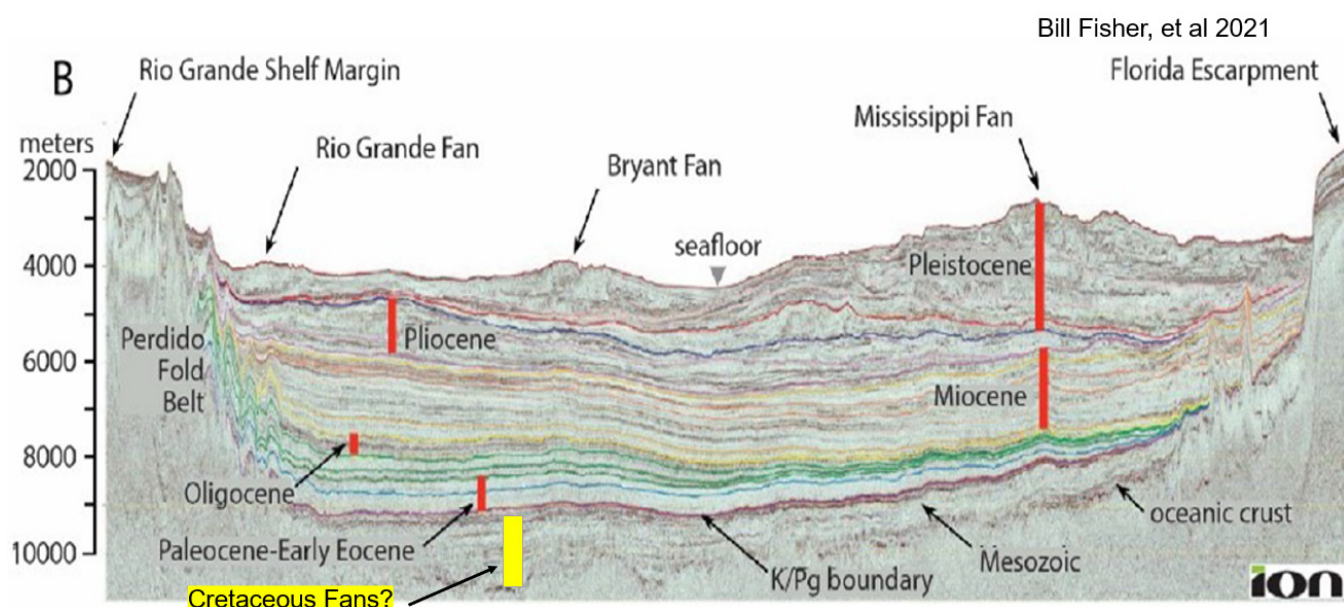 Bill Fisher, et al 2021
B
Rio Grande Shelf Margin
Florida Escarpment
Mississippi Fan
meters
Rio Grande Fan
Bryant Fan
2000
seafloor
4000
Pleistocene
Perdido
Fold
Belt
Pliocene
6000
Miocene
8000
Oligocene
oceanic crust
Paleocene-Early Eocene
10000
Mesozoic
K/Pg boundary
ion
Cretaceous Fans?